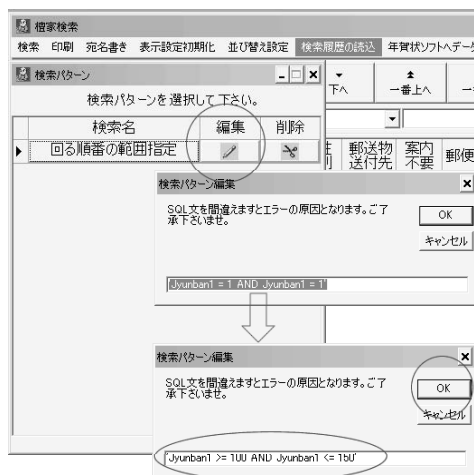 檀家検索
検索 印刷 宛名書き 表示設定初期化 並び替え設定 検索履歴の読込 年賀状ソフトへデータ
検索パターン
検索パターンを選択して下さい。
下へ 一番上へ 一
検索名 編集 削除
回る順番の範囲指定
郵送物 案内 郵便
送付先 不要
検索パターン編集
SQL文を間違えますとエラーの原因となります。ご了
承下さいませ。
OK
キャンセル
'Jyunban1 = 1 AND Jyunban1 = 1'
検索パターン編集
SQL文を間違えますとエラーの原因となります。ご了
承下さいませ。
OK
キャンセル
'Jyunban1 >= 100 AND Jyunban1 <= 150'